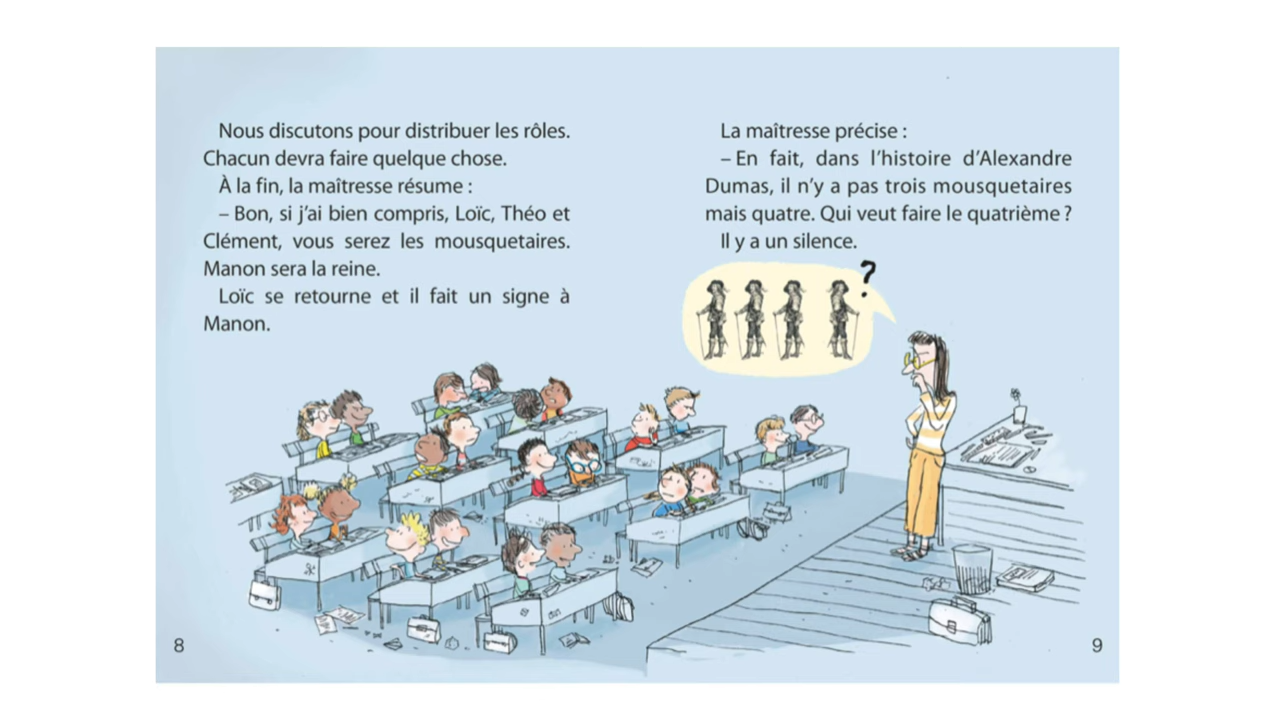 Nous discutons pour distribuer les rôles.
Chacun devra faire quelque chose.
À la fin, la maîtresse résume :
– Bon, si j'ai bien compris, Loïc, Théo et
Clément, vous serez les mousquetaires.
Manon sera la reine.
Loïc se retourne et il fait un signe à
Manon.
8
La maîtresse précise :
– En fait, dans l'histoire d'Alexandre
Dumas, il n'y a pas trois mousquetaires
mais quatre. Qui veut faire le quatrième ?
Il y a un silence.
?
9